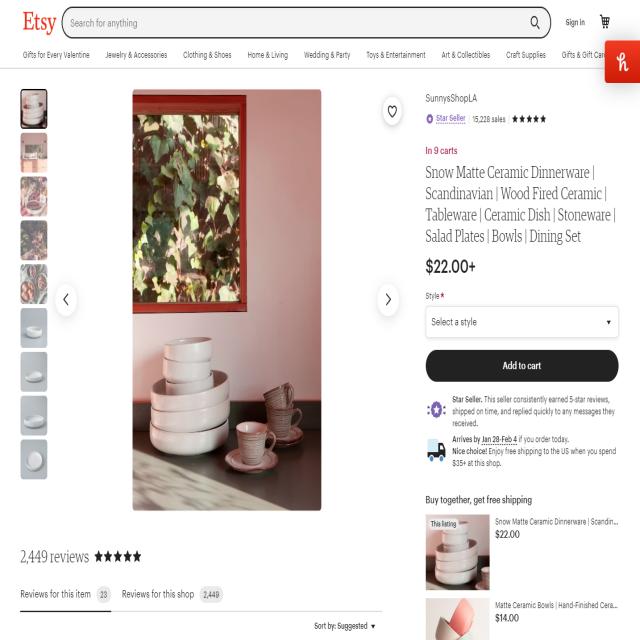 Etsy
Search for anything
Sign in
Gifts for Every Valentine
Jewelry & Accessories
Clothing & Shoes
Home & Living
Wedding & Party
Toys & Entertainment
Art & Collectibles
Craft Supplies
Gifts & Gift Car
h
SunnysShopLA
Star Seller | 15,228 sales |
In 9 carts
Snow Matte Ceramic Dinnerware |
Scandinavian | Wood Fired Ceramic |
Tableware | Ceramic Dish | Stoneware |
Salad Plates | Bowls | Dining Set
$22.00+
Style*
Select a style
Add to cart
Star Seller. This seller consistently earned 5-star reviews,
shipped on time, and replied quickly to any messages they
received.
Arrives by Jan 28-Feb 4 if you order today.
Nice choice! Enjoy free shipping to the US when you spend
$35+ at this shop.
Buy together, get free shipping
This listing
Snow Matte Ceramic Dinnerware | Scandin...
$22.00
Matte Ceramic Bowls | Hand-Finished Cera...
$14.00
2,449 reviews
Reviews for this item 23
Reviews for this shop 2,449
Sort by: Suggested